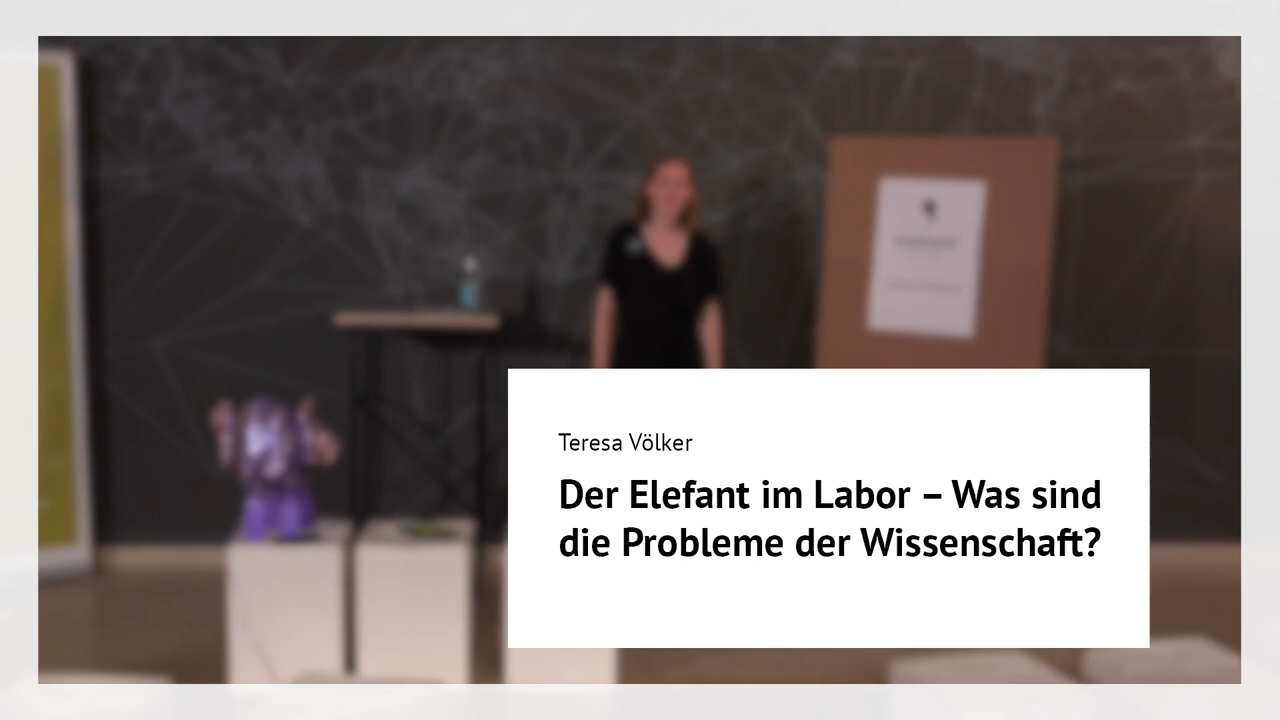 Teresa Völker
Der Elefant im Labor – Was sind
die Probleme der Wissenschaft?